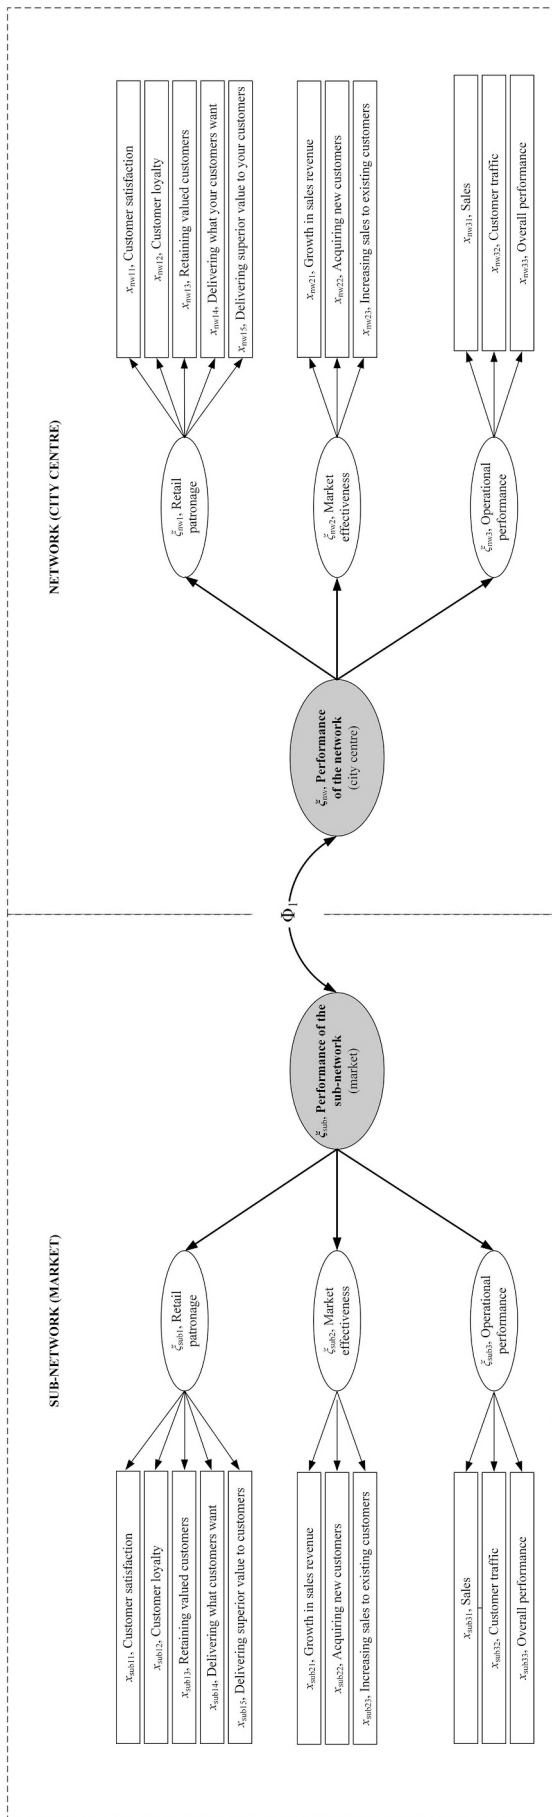 SUB-NETWORK (MARKET)
x_sub11, Customer satisfaction
x_sub12, Customer loyalty
x_sub13, Retaining valued customers
x_sub14, Delivering what customers want
x_sub15, Delivering superior value to customers
x_sub21, Growth in sales revenue
x_sub22, Acquiring new customers
x_sub23, Increasing sales to existing customers
x_sub31, Sales
x_sub32, Customer traffic
x_sub33, Overall performance
ξ_sub1, Retail
patronage
ξ_sub2, Market
effectiveness
ξ_sub3, Operational
performance
ξ_sub, Performance of the
sub-network
(market)
Φ_1
NETWORK (CITY CENTRE)
ξ_nw, Performance
of the network
(city centre)
ξ_nw1, Retail
patronage
ξ_nw2, Market
effectiveness
ξ_nw3, Operational
performance
x_nw11, Customer satisfaction
x_nw12, Customer loyalty
x_nw13, Retaining valued customers
x_nw14, Delivering what your customers want
x_nw15, Delivering superior value to your customers
x_nw21, Growth in sales revenue
x_nw22, Acquiring new customers
x_nw23, Increasing sales to existing customers
x_nw31, Sales
x_nw32, Customer traffic
x_nw33, Overall performance